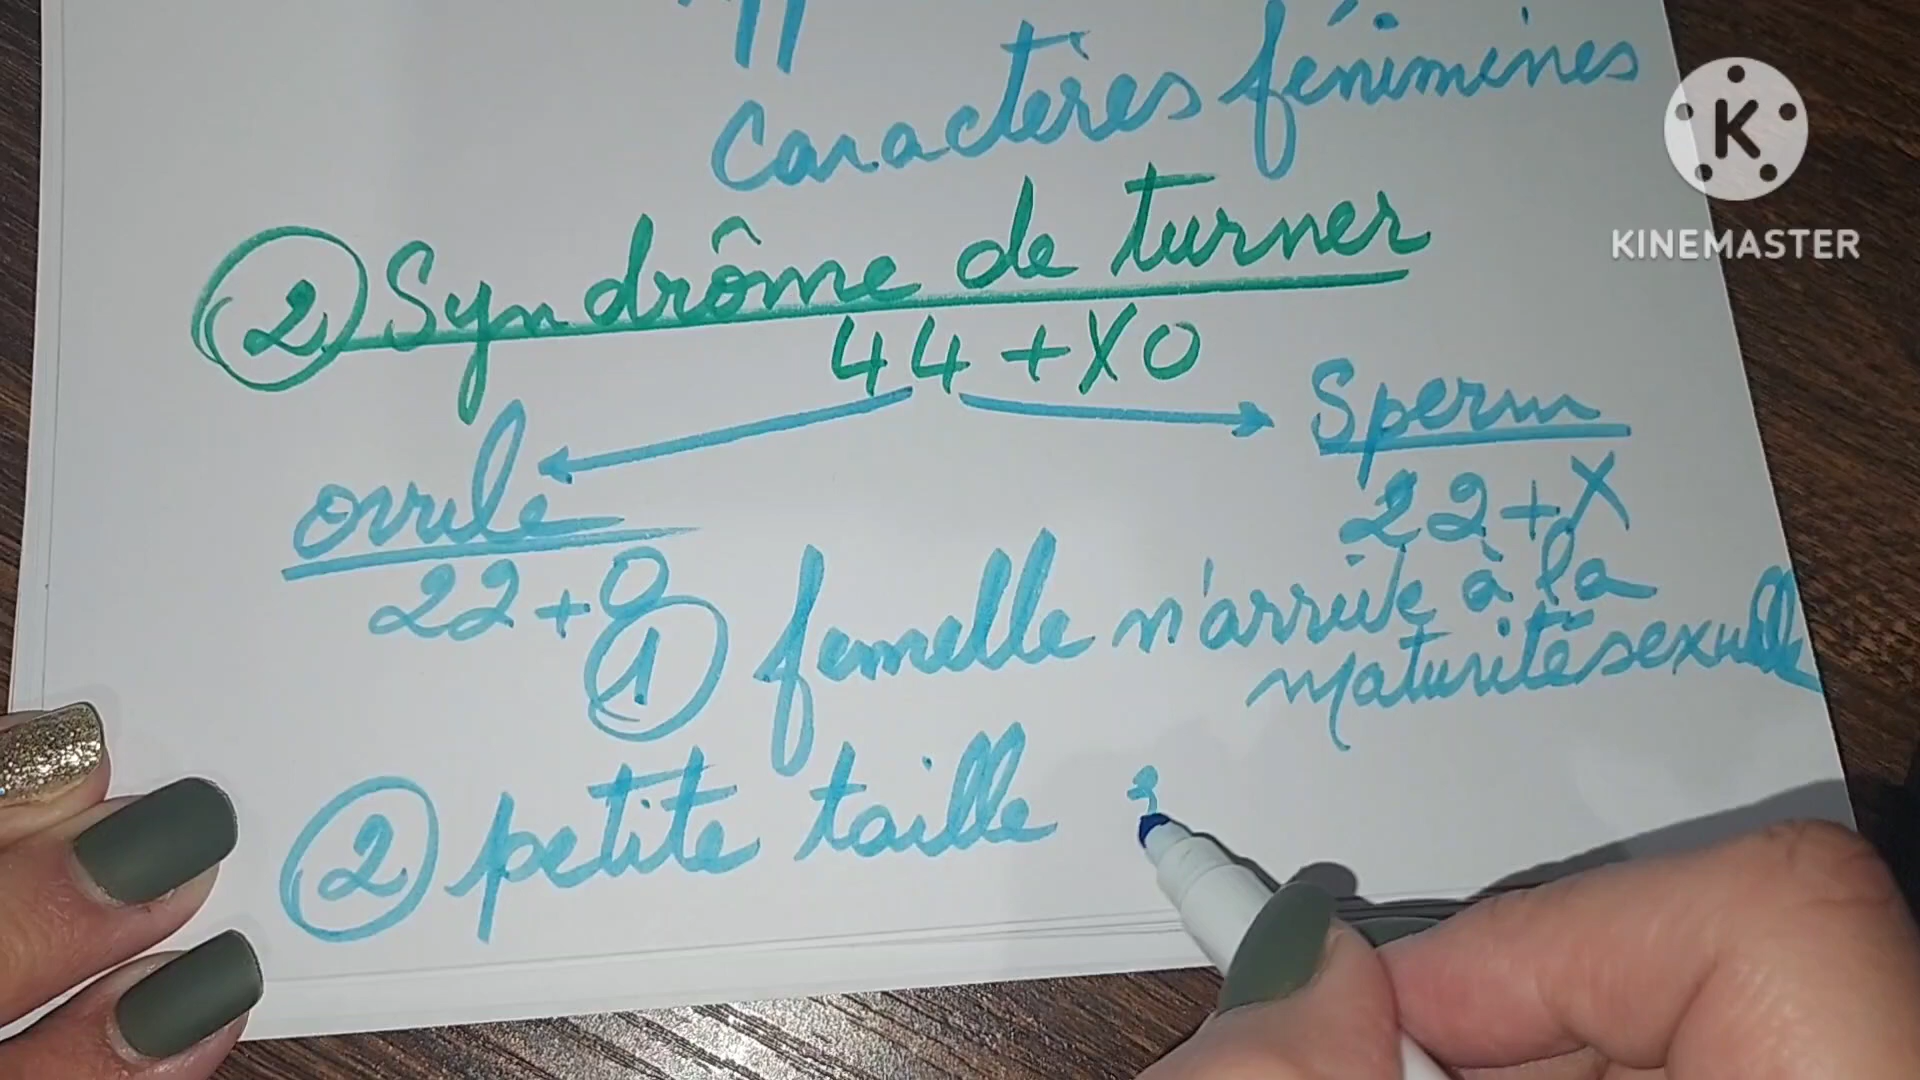 Caractères féminines
K
KINEMASTER
② Syndrôme de turner
44 + XO
ovule
22 + O
Sperm
22 + X
① femelle n'arrive à la
maturité sexuelle
② petite taille